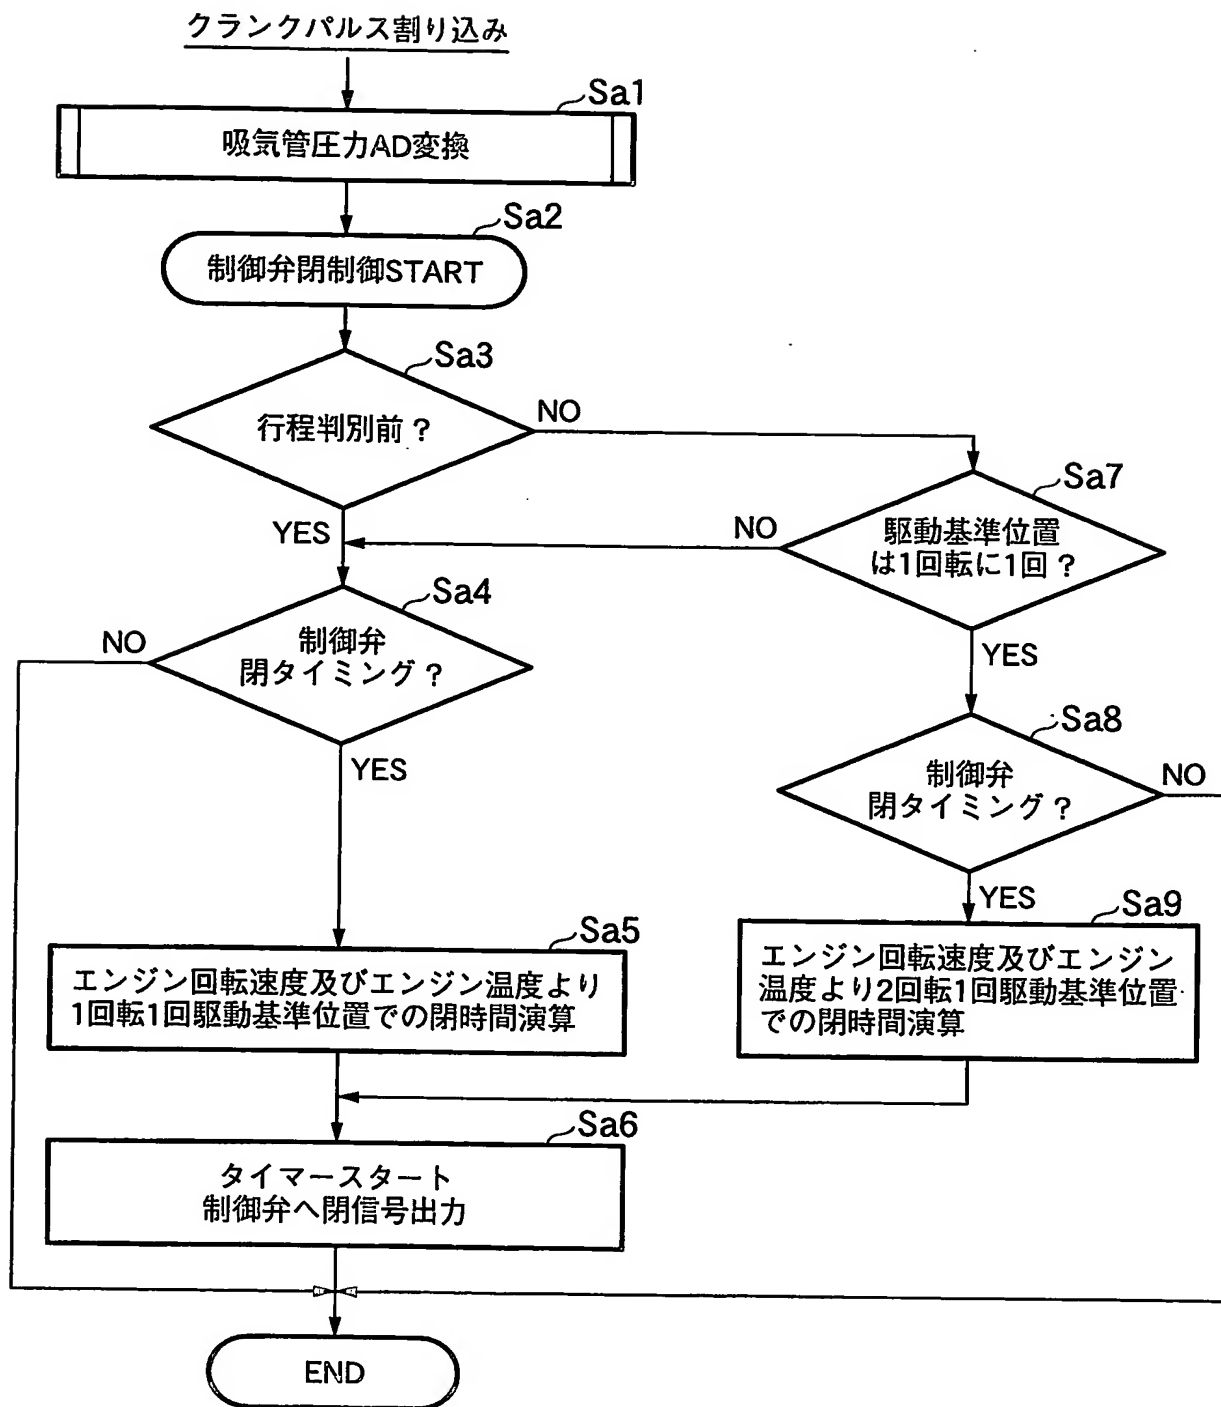 クランクパルス割り込み
Sa1
吸気管圧力AD変換
Sa2
制御弁閉制御START
Sa3
行程判別前？
NO
YES
Sa7
駆動基準位置
は1回転に1回？
NO
YES
Sa4
制御弁
閉タイミング？
NO
YES
Sa8
制御弁
閉タイミング？
NO
YES
Sa5
エンジン回転速度及びエンジン温度より
1回転1回駆動基準位置での閉時間演算
Sa9
エンジン回転速度及びエンジン
温度より2回転1回駆動基準位置
での閉時間演算
Sa6
タイマースタート
制御弁へ閉信号出力
END